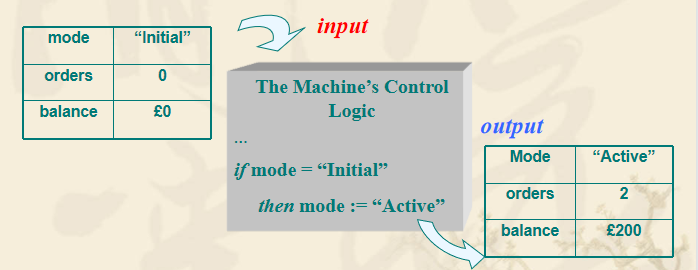 input
mode “Initial”
orders 0
balance £0
The Machine’s Control
Logic
...
if mode = “Initial”
then mode := “Active”
output
Mode “Active”
orders 2
balance £200